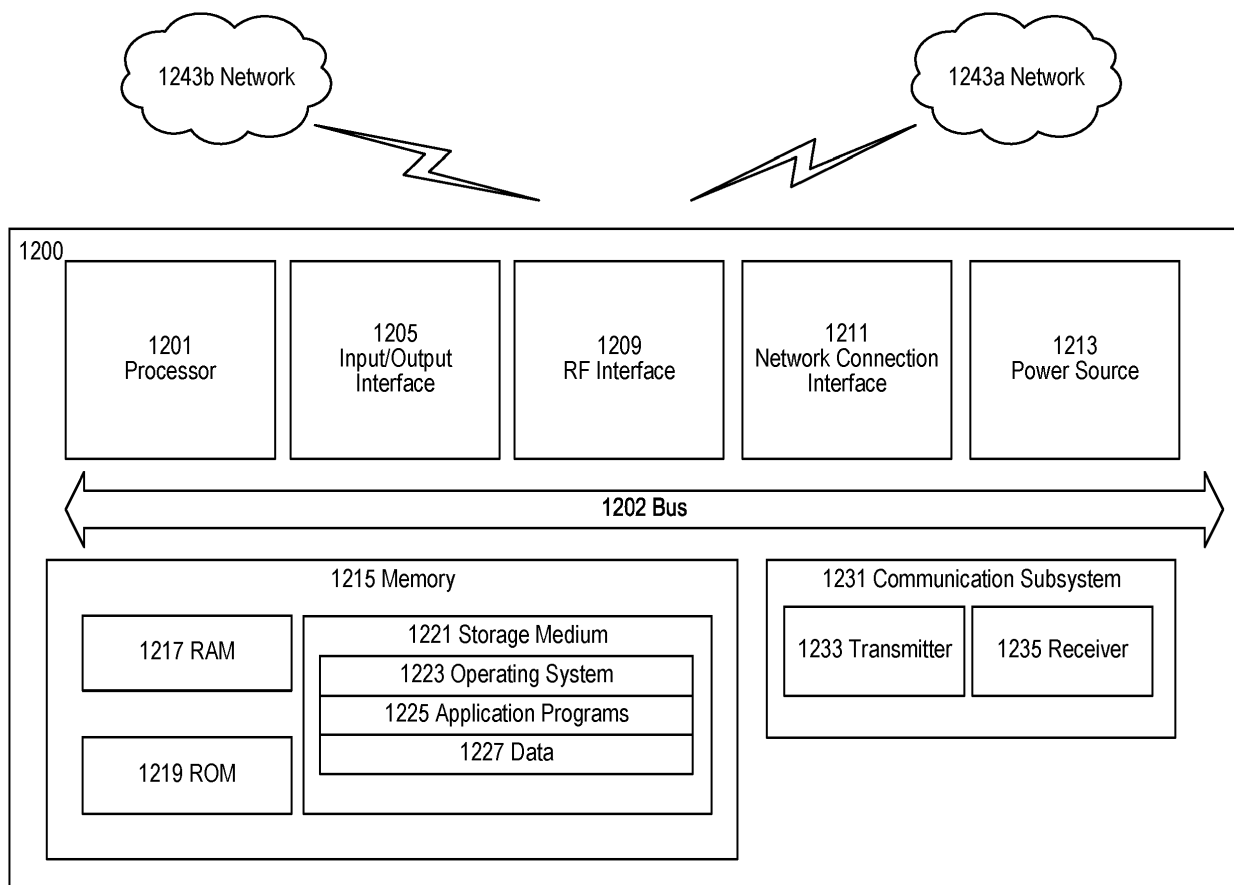 1243b Network
1243a Network
1200
1201
Processor
1205
Input/Output
Interface
1209
RF Interface
1211
Network Connection
Interface
1213
Power Source
1202 Bus
1215 Memory
1217 RAM
1219 ROM
1221 Storage Medium
1223 Operating System
1225 Application Programs
1227 Data
1231 Communication Subsystem
1233 Transmitter
1235 Receiver